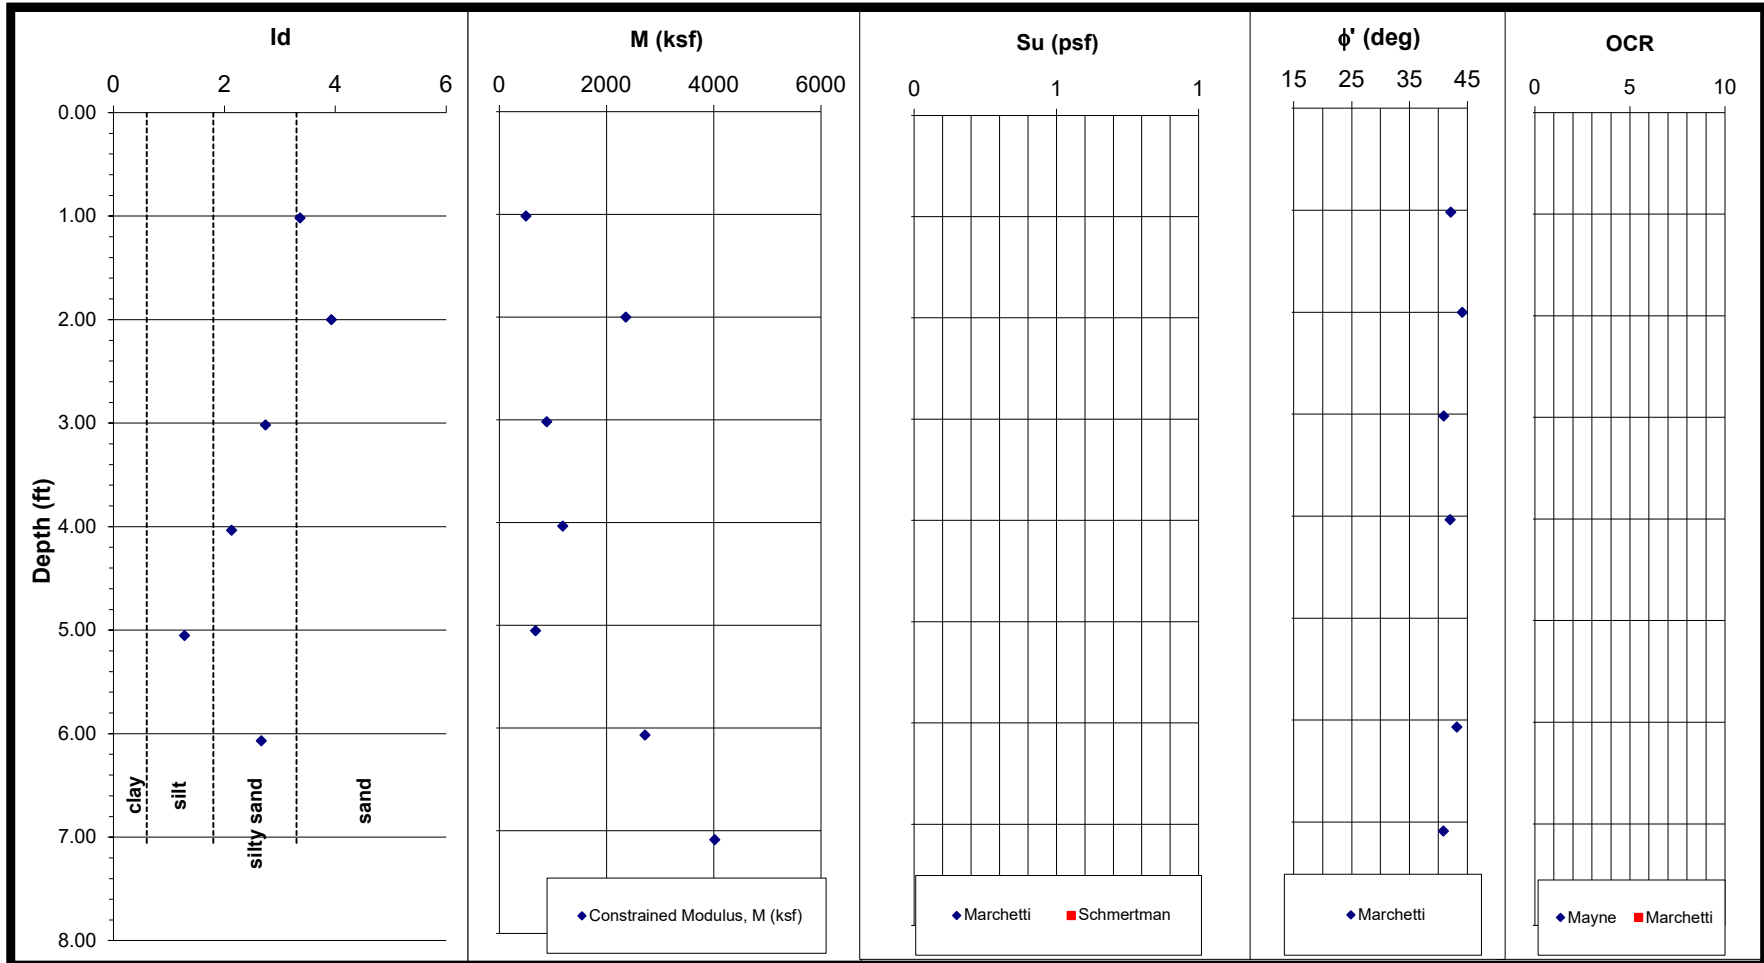 Id
M (ksf)
Su (psf)
ϕ' (deg)
OCR
0 2 4 6
0 2000 4000 6000
0 1 1
15 25 35 45
0 5 10
Depth (ft)
0.00
1.00
2.00
3.00
4.00
5.00
6.00
7.00
8.00
clay
silt
silty sand
sand
Constrained Modulus, M (ksf)
Marchetti Schmertman
Marchetti
Mayne Marchetti